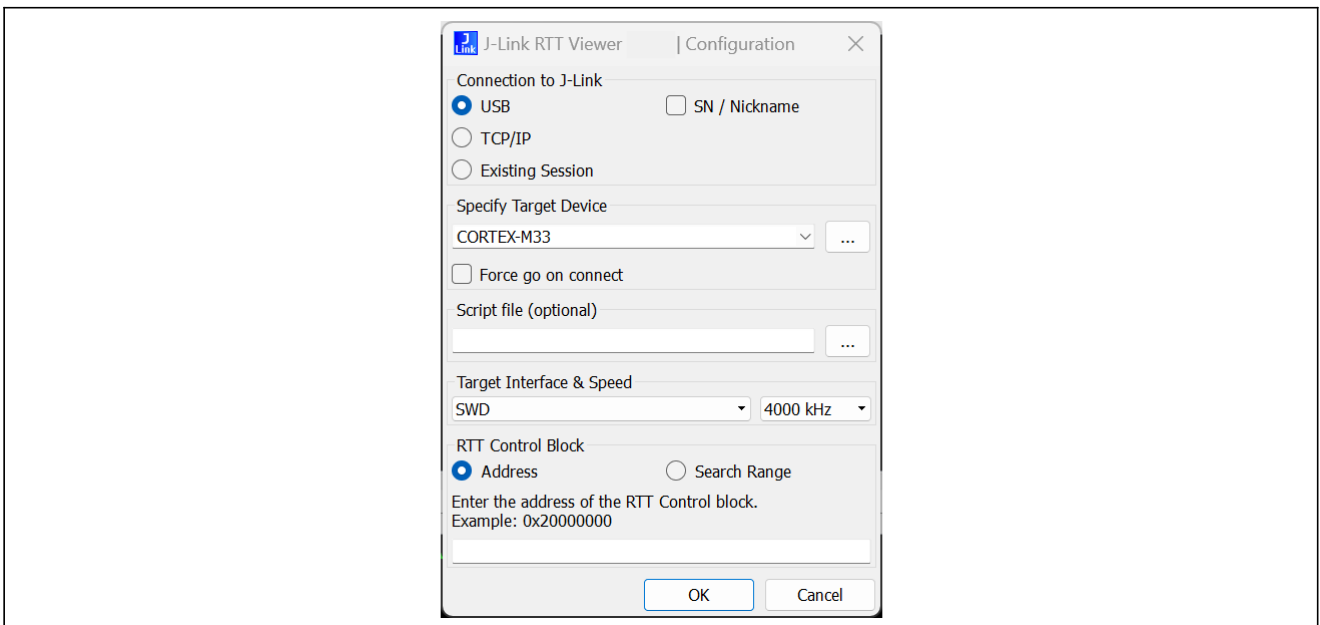 J-Link J-Link RTT Viewer | Configuration
Connection to J-Link
USB SN / Nickname
TCP/IP
Existing Session
Specify Target Device
CORTEX-M33 ...
Force go on connect
Script file (optional)
...
Target Interface & Speed
SWD 4000 kHz
RTT Control Block
Address Search Range
Enter the address of the RTT Control block.
Example: 0x20000000
OK Cancel